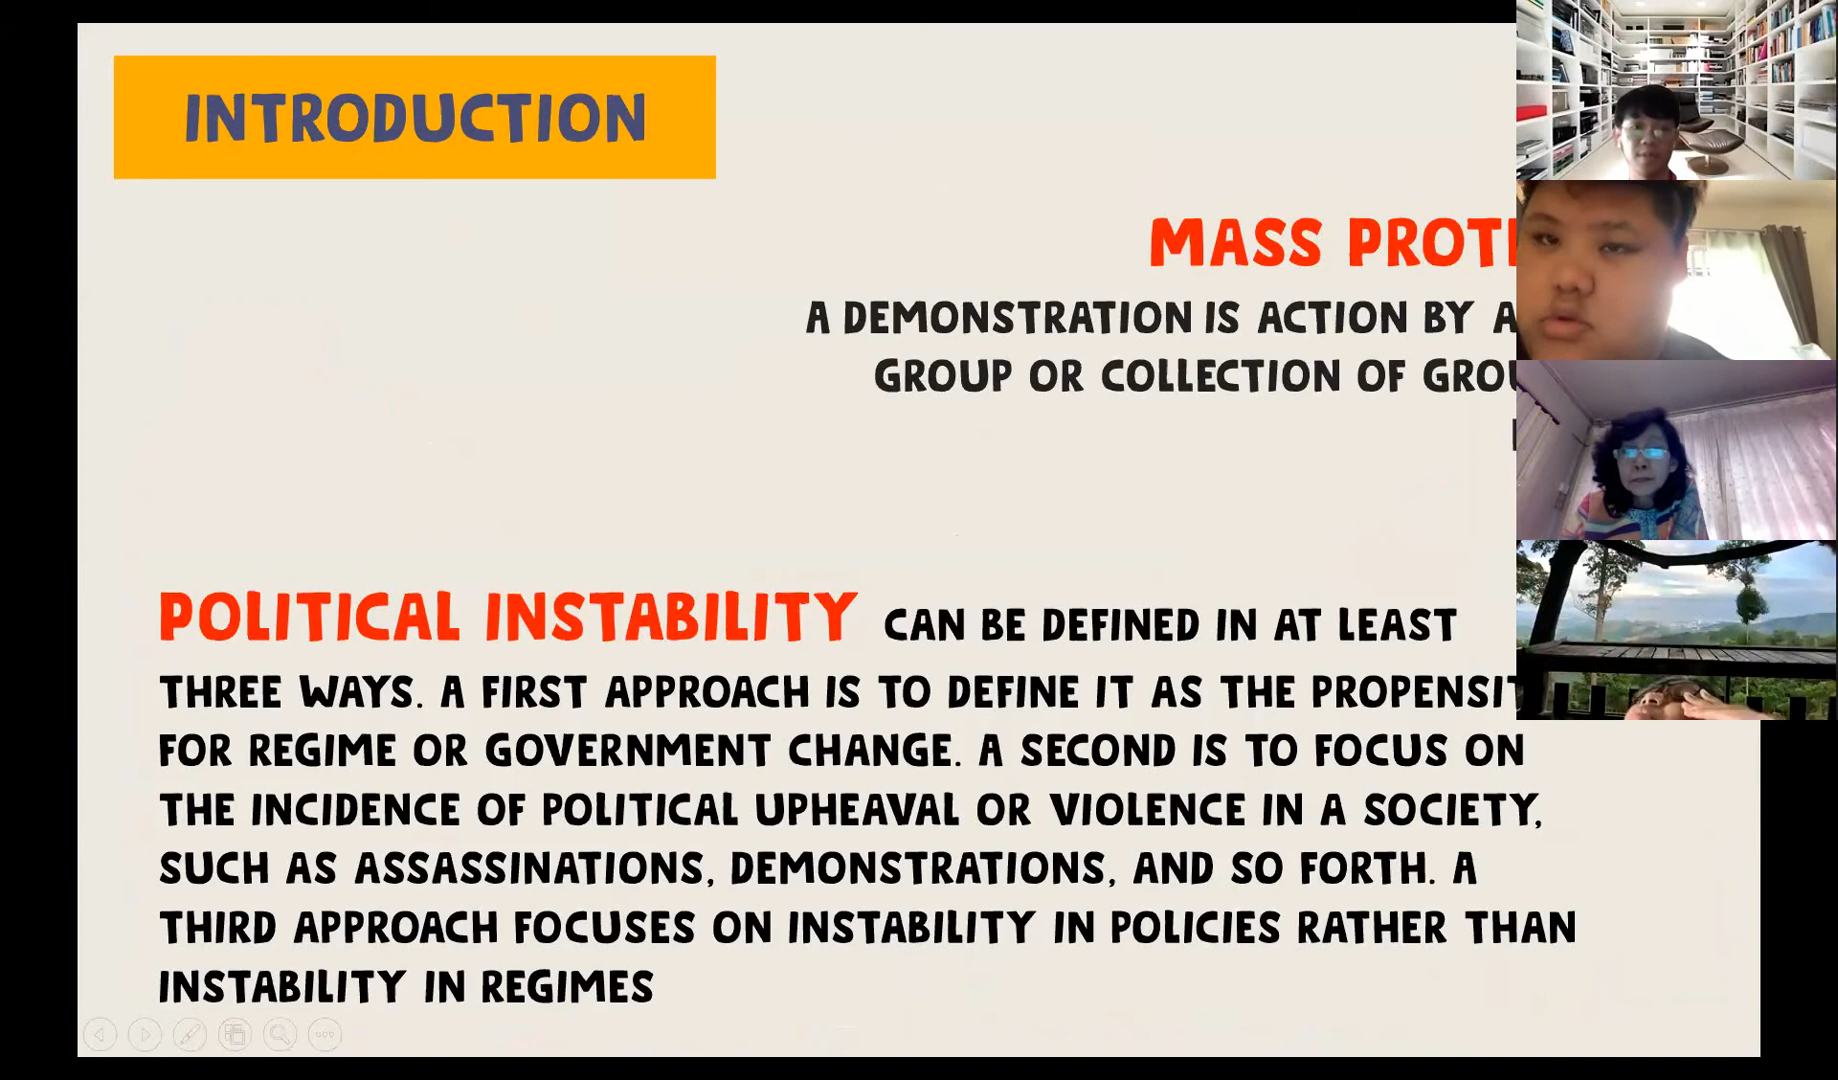 INTRODUCTION
MASS
A DEMONSTRATION IS ACTION BY A
GROUP OR COLLECTION OF
POLITICAL INSTABILITY CAN BE DEFINED IN AT LEAST
THREE WAYS. A FIRST APPROACH IS TO DEFINE IT AS THE
FOR REGIME OR GOVERNMENT CHANGE. A SECOND IS TO FOCUS ON
THE INCIDENCE OF POLITICAL UPHEAVAL OR VIOLENCE IN A SOCIETY,
SUCH AS ASSASSINATIONS, DEMONSTRATIONS, AND SO FORTH. A
THIRD APPROACH FOCUSES ON INSTABILITY IN POLICIES RATHER THAN
INSTABILITY IN REGIMES